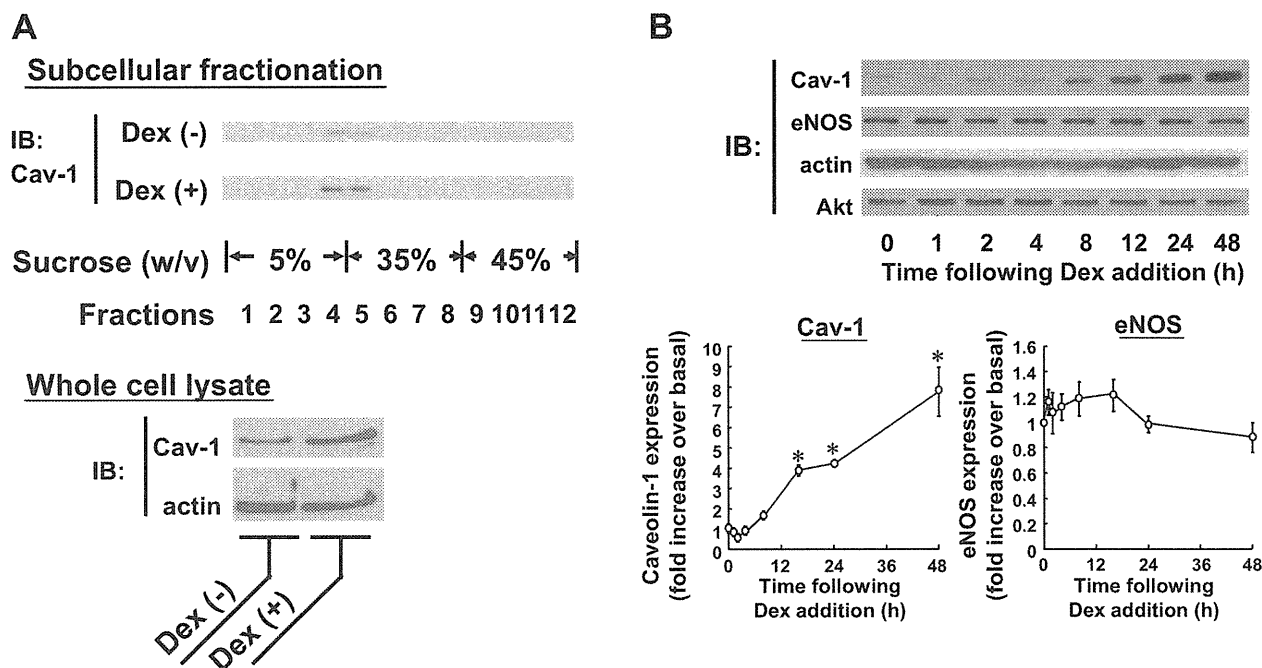 A
Subcellular fractionation
IB:
Cav-1
Dex (-)
Dex (+)
Sucrose (w/v) 5% 35% 45%
Fractions 1 2 3 4 5 6 7 8 9 10 11 12
Whole cell lysate
IB:
Cav-1
actin
Dex (-)
Dex (+)
B
IB:
Cav-1
eNOS
actin
Akt
0 1 2 4 8 12 24 48
Time following Dex addition (h)
Cav-1
Caveolin-1 expression
(fold increase over basal)
10
9
8
7
6
5
4
3
2
1
0
* * *
0 12 24 36 48
Time following
Dex addition (h)
eNOS
eNOS expression
(fold increase over basal)
1.6
1.4
1.2
1
0.8
0.6
0.4
0.2
0
0 12 24 36 48
Time following
Dex addition (h)